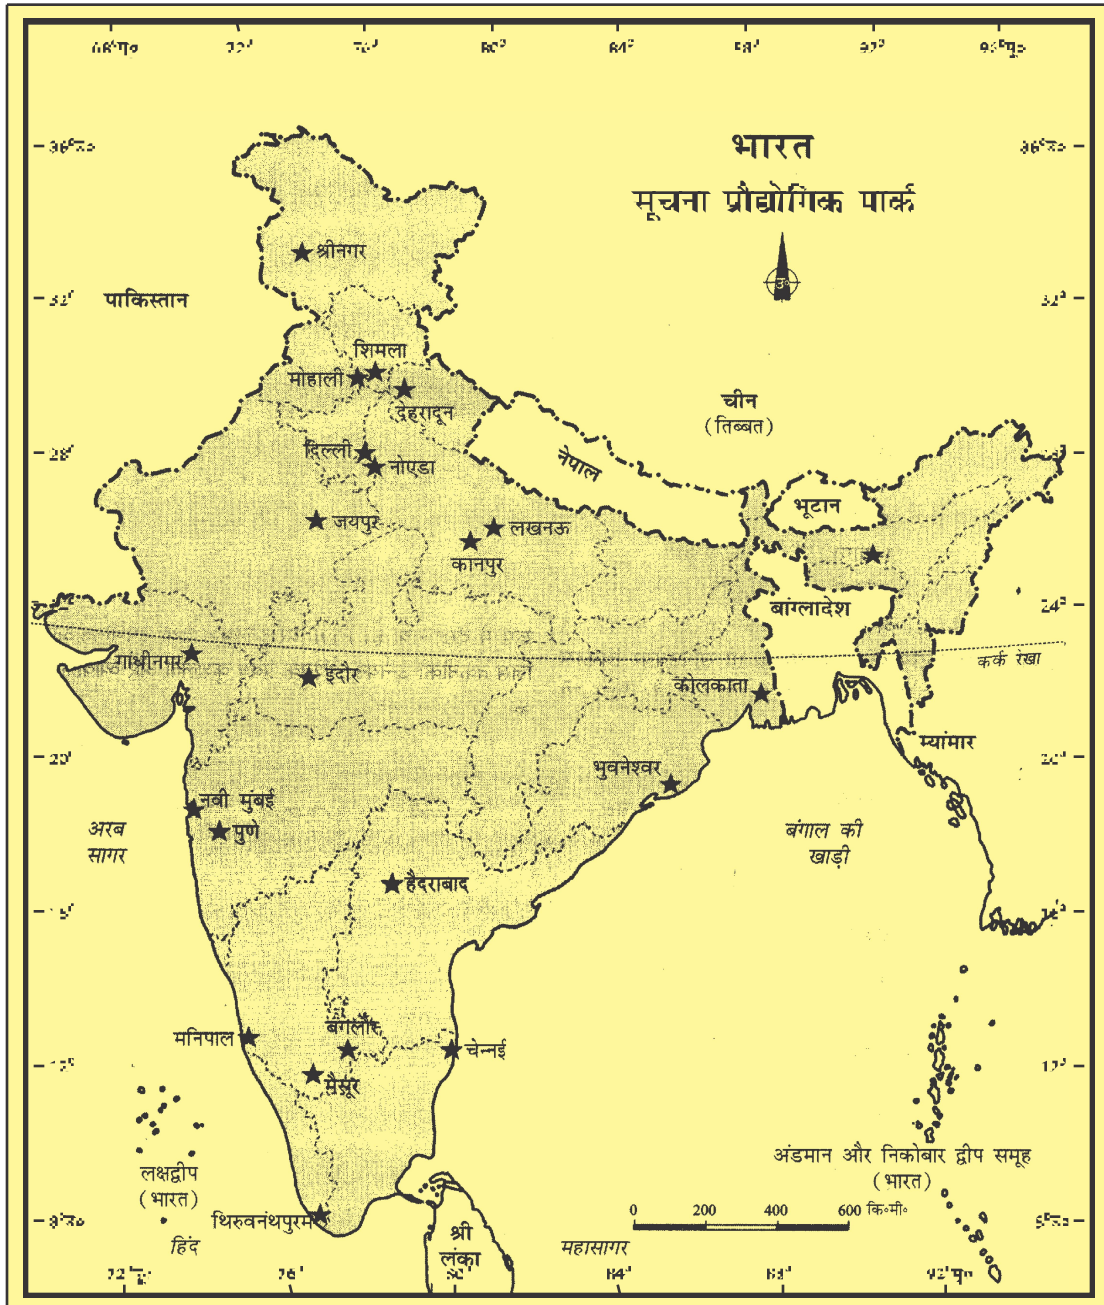 भारत
सूचना प्रौद्योगिक पार्क
उ॰
श्रीनगर
पाकिस्तान
शिमला
मोहाली
देहरादून
चीन
(तिब्बत)
दिल्ली
नोएडा
नेपाल
भूटान
जयपुर
लखनऊ
कानपुर
बांग्लादेश
24°
कर्क रेखा
गांधीनगर
इंदौर
कोलकाता
म्यांमार
भुवनेश्वर
नवी मुंबई
पुणे
अरब
सागर
बंगाल की
खाड़ी
हैदराबाद
मनिपाल
बंगलौर
चेन्नई
मैसूर
लक्षद्वीप
(भारत)
अंडमान और निकोबार द्वीप समूह
(भारत)
थिरुवनंथपुरम
0 200 400 600 कि॰मी॰
हिंद
महासागर
श्री
लंका